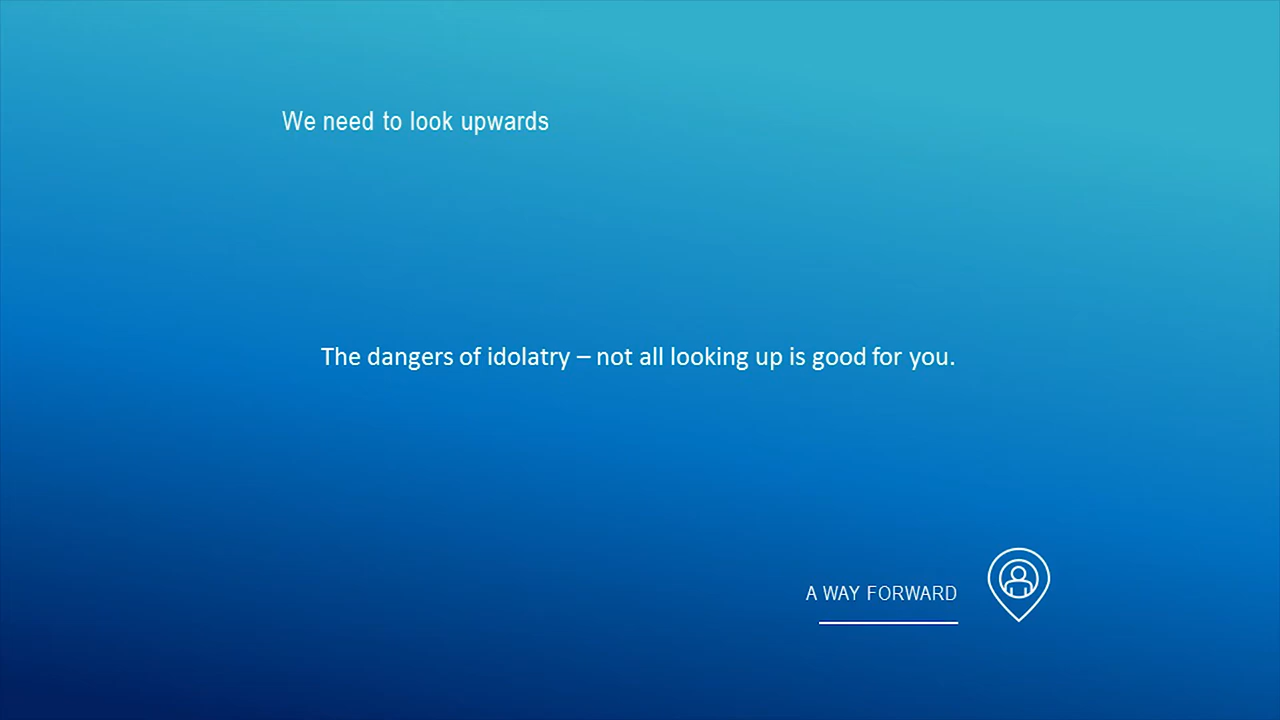 We need to look upwards
The dangers of idolatry – not all looking up is good for you.
A WAY FORWARD